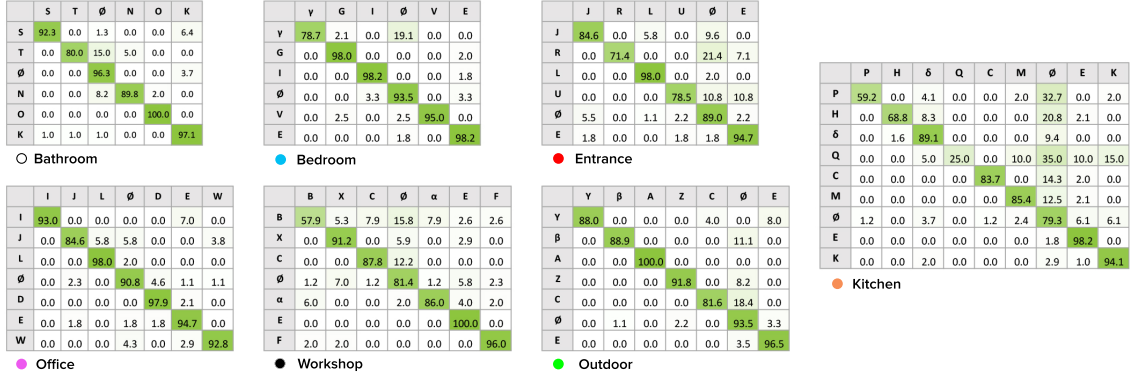 S T Ø N O K
S 92.3 0.0 1.3 0.0 0.0 6.4
T 0.0 80.0 15.0 5.0 0.0 0.0
Ø 0.0 0.0 96.3 0.0 0.0 3.7
N 0.0 0.0 8.2 89.8 2.0 0.0
O 0.0 0.0 0.0 0.0 100.0 0.0
K 1.0 1.0 1.0 0.0 0.0 97.1
Bathroom
γ G I Ø V E
γ 78.7 2.1 0.0 19.1 0.0 0.0
G 0.0 98.0 0.0 0.0 0.0 2.0
I 0.0 0.0 98.2 0.0 0.0 1.8
Ø 0.0 0.0 3.3 93.5 0.0 3.3
V 0.0 2.5 0.0 2.5 95.0 0.0
E 0.0 0.0 0.0 1.8 0.0 98.2
Bedroom
J R L U Ø E
J 84.6 0.0 5.8 0.0 9.6 0.0
R 0.0 71.4 0.0 0.0 21.4 7.1
L 0.0 0.0 98.0 0.0 2.0 0.0
U 0.0 0.0 0.0 78.5 10.8 10.8
Ø 5.5 0.0 1.1 2.2 89.0 2.2
E 1.8 0.0 0.0 1.8 1.8 94.7
Entrance
P H δ Q C M Ø E K
P 59.2 0.0 4.1 0.0 0.0 2.0 32.7 0.0 2.0
H 0.0 68.8 8.3 0.0 0.0 0.0 20.8 2.1 0.0
δ 0.0 1.6 89.1 0.0 0.0 0.0 9.4 0.0 0.0
Q 0.0 0.0 5.0 25.0 0.0 10.0 35.0 10.0 15.0
C 0.0 0.0 0.0 0.0 83.7 0.0 14.3 2.0 0.0
M 0.0 0.0 0.0 0.0 0.0 85.4 12.5 2.1 0.0
Ø 1.2 0.0 3.7 0.0 1.2 2.4 79.3 6.1 6.1
E 0.0 0.0 0.0 0.0 0.0 0.0 1.8 98.2 0.0
K 0.0 0.0 2.0 0.0 0.0 0.0 2.9 1.0 94.1
Kitchen
I J L Ø D E W
I 93.0 0.0 0.0 0.0 0.0 7.0 0.0
J 0.0 84.6 5.8 5.8 0.0 0.0 3.8
L 0.0 0.0 98.0 2.0 0.0 0.0 0.0
Ø 0.0 2.3 0.0 90.8 4.6 1.1 1.1
D 0.0 0.0 0.0 0.0 97.9 2.1 0.0
E 0.0 1.8 0.0 1.8 1.8 94.7 0.0
W 0.0 0.0 0.0 4.3 0.0 2.9 92.8
Office
B X C Ø α E F
B 57.9 5.3 7.9 15.8 7.9 2.6 2.6
X 0.0 91.2 0.0 5.9 0.0 2.9 0.0
C 0.0 0.0 87.8 12.2 0.0 0.0 0.0
Ø 1.2 7.0 1.2 81.4 1.2 5.8 2.3
α 6.0 0.0 0.0 2.0 86.0 4.0 2.0
E 0.0 0.0 0.0 0.0 0.0 100.0 0.0
F 2.0 2.0 0.0 0.0 0.0 0.0 96.0
Workshop
Y β A Z C Ø E
Y 88.0 0.0 0.0 0.0 4.0 0.0 8.0
β 0.0 88.9 0.0 0.0 0.0 11.1 0.0
A 0.0 0.0 100.0 0.0 0.0 0.0 0.0
Z 0.0 0.0 0.0 91.8 0.0 8.2 0.0
C 0.0 0.0 0.0 0.0 81.6 18.4 0.0
Ø 0.0 1.1 0.0 2.2 0.0 93.5 3.3
E 0.0 0.0 0.0 0.0 0.0 3.5 96.5
Outdoor